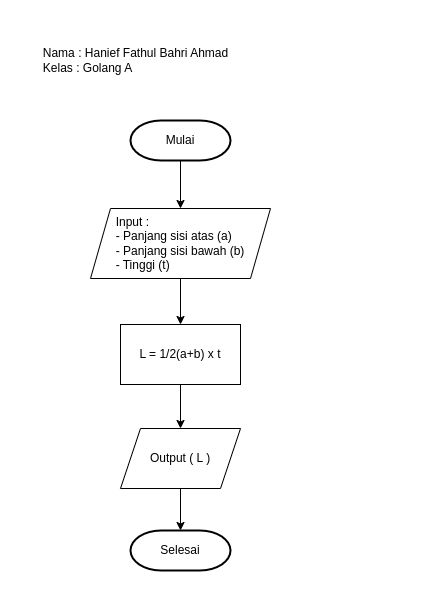 Nama : Hanief Fathul Bahri Ahmad
Kelas : Golang A
Mulai
Input :
- Panjang sisi atas (a)
- Panjang sisi bawah (b)
- Tinggi (t)
L = 1/2(a+b) x t
Output ( L )
Selesai